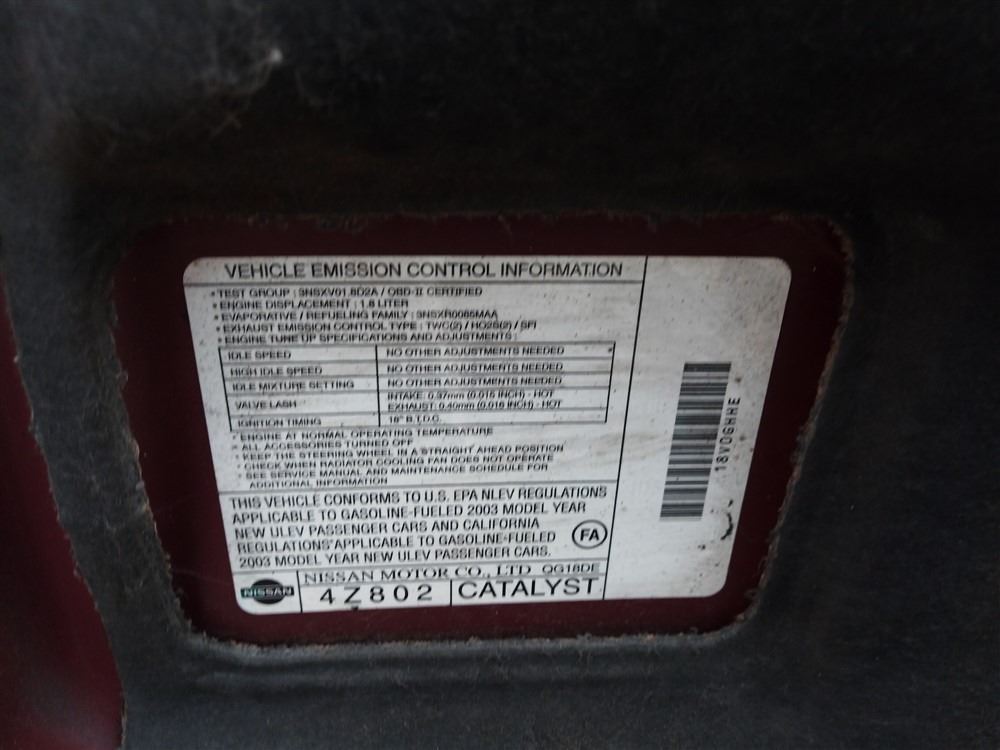 VEHICLE EMISSION CONTROL INFORMATION
• TEST GROUP : 3NSXV01.8D2A / OBD-II CERTIFIED
• ENGINE DISPLACEMENT : 1.8 LITER
• EVAPORATIVE / REFUELING FAMILY : 3NSXR0085MAA
• EXHAUST EMISSION CONTROL TYPE : TWC(2) / HO2S(2) / SFI
• ENGINE TUNE UP SPECIFICATIONS AND ADJUSTMENTS :
IDLE SPEED NO OTHER ADJUSTMENTS NEEDED
HIGH IDLE SPEED NO OTHER ADJUSTMENTS NEEDED
IDLE MIXTURE SETTING NO OTHER ADJUSTMENTS NEEDED
VALVE LASH INTAKE: 0.37mm (0.015 INCH) - HOT
EXHAUST: 0.40mm (0.016 INCH) - HOT
IGNITION TIMING 18° B.T.D.C.
• ENGINE AT NORMAL OPERATING TEMPERATURE
• ALL ACCESSORIES TURNED OFF
• KEEP THE STEERING WHEEL IN A STRAIGHT AHEAD POSITION
• CHECK WHEN RADIATOR COOLING FAN DOES NOT OPERATE
• SEE SERVICE MANUAL AND MAINTENANCE SCHEDULE FOR
ADDITIONAL INFORMATION
THIS VEHICLE CONFORMS TO U.S. EPA NLEV REGULATIONS
APPLICABLE TO GASOLINE-FUELED 2003 MODEL YEAR
NEW ULEV PASSENGER CARS AND CALIFORNIA
REGULATIONS APPLICABLE TO GASOLINE-FUELED
2003 MODEL YEAR NEW ULEV PASSENGER CARS.
FA
NISSAN
NISSAN MOTOR CO., LTD QG18DE
4Z802 CATALYST